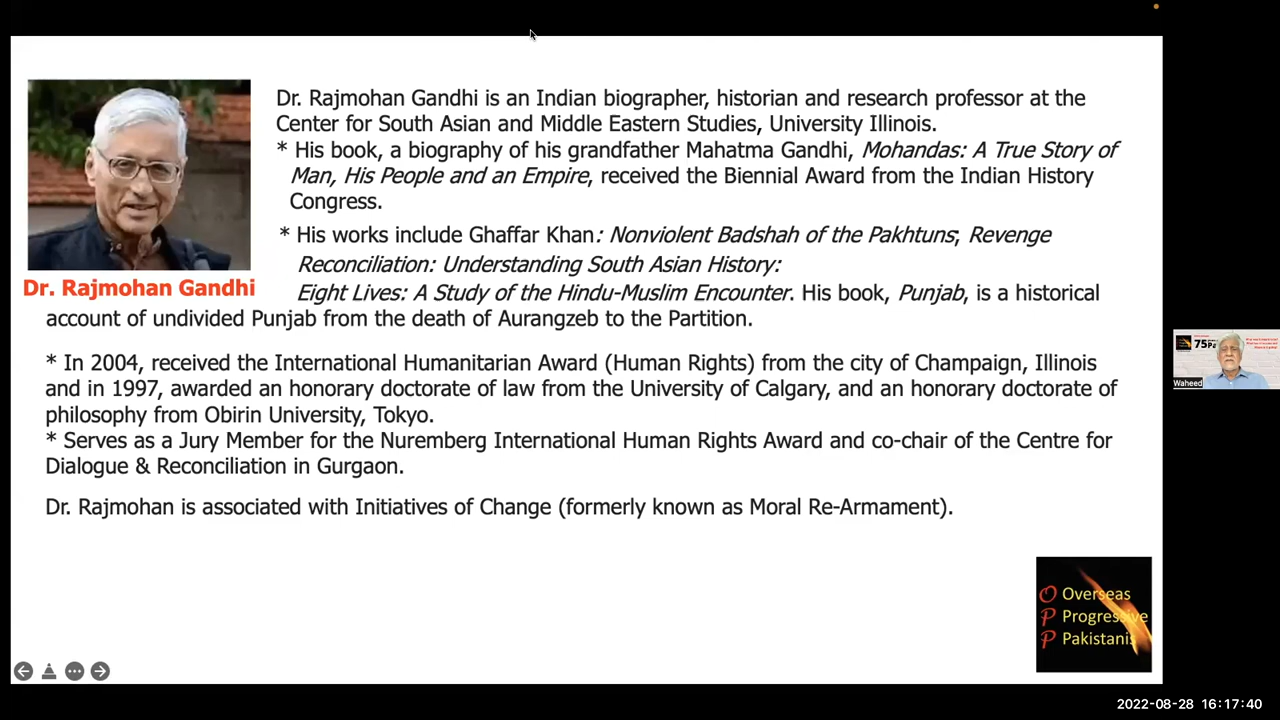 Dr. Rajmohan Gandhi is an Indian biographer, historian and research professor at the
Center for South Asian and Middle Eastern Studies, University Illinois.
* His book, a biography of his grandfather Mahatma Gandhi, Mohandas: A True Story of
Man, His People and an Empire, received the Biennial Award from the Indian History
Congress.
* His works include Ghaffar Khan: Nonviolent Badshah of the Pakhtuns; Revenge
Reconciliation: Understanding South Asian History:
Dr. Rajmohan Gandhi
Eight Lives: A Study of the Hindu-Muslim Encounter. His book, Punjab, is a historical
account of undivided Punjab from the death of Aurangzeb to the Partition.
* In 2004, received the International Humanitarian Award (Human Rights) from the city of Champaign, Illinois
and in 1997, awarded an honorary doctorate of law from the University of Calgary, and an honorary doctorate of
philosophy from Obirin University, Tokyo.
* Serves as a Jury Member for the Nuremberg International Human Rights Award and co-chair of the Centre for
Dialogue & Reconciliation in Gurgaon.
Dr. Rajmohan is associated with Initiatives of Change (formerly known as Moral Re-Armament).
O Overseas
P Progressive
P Pakistanis
75
Waheed
2022-08-28 16:17:40